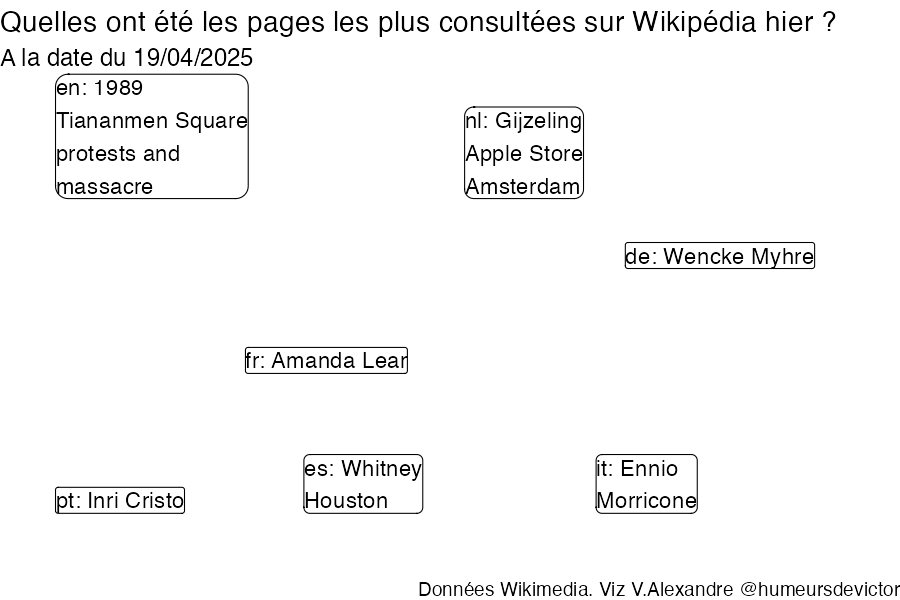 Quelles ont été les pages les plus consultées sur Wikipédia hier ?
A la date du 19/04/2025
en: 1989
Tiananmen Square
protests and
massacre
nl: Gijzeling
Apple Store
Amsterdam
de: Wencke Myhre
fr: Amanda Lear
es: Whitney
Houston
it: Ennio
Morricone
pt: Inri Cristo
Données Wikimedia. Viz V.Alexandre @humeursdevictor